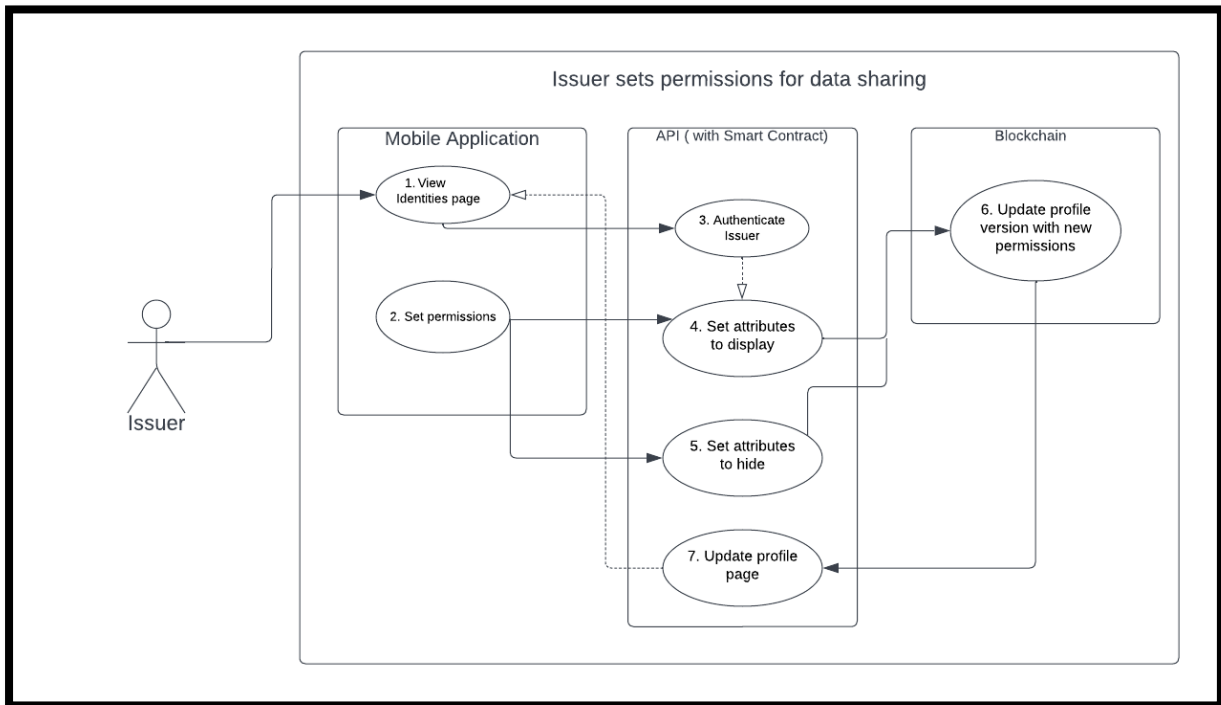 Issuer sets permissions for data sharing
Mobile Application
1. View
Identities page
2. Set permissions
API ( with Smart Contract)
3. Authenticate
Issuer
4. Set attributes
to display
5. Set attributes
to hide
7. Update profile
page
Blockchain
6. Update profile
version with new
permissions
Issuer